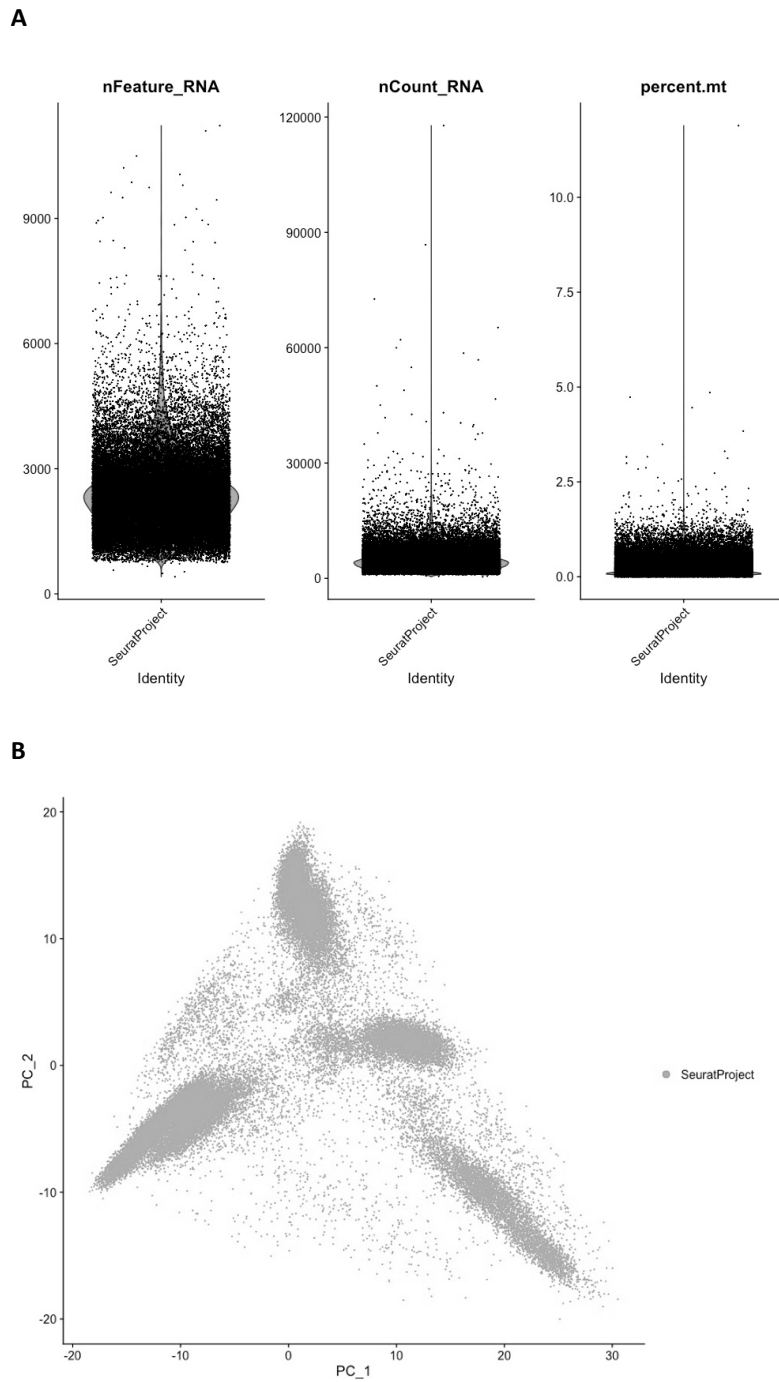 A
nFeature_RNA
nCount_RNA
percent.mt
9000
6000
3000
0
SeuratProject
Identity
120000
90000
60000
30000
0
SeuratProject
Identity
10.0
7.5
5.0
2.5
0.0
SeuratProject
Identity
B
20
10
0
-10
-20
PC_2
-20
-10
0
10
20
30
PC_1
SeuratProject